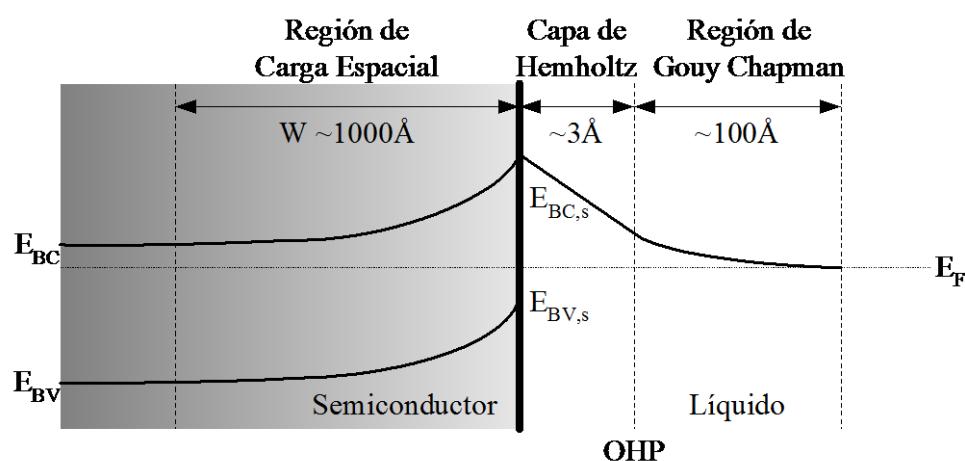 Región de
Carga Espacial
Capa de
Hemholtz
Región de
Gouy Chapman
W ~1000Å
~3Å
~100Å
E_BC,s
E_BC
E_F
E_BV,s
E_BV
Semiconductor
Líquido
OHP